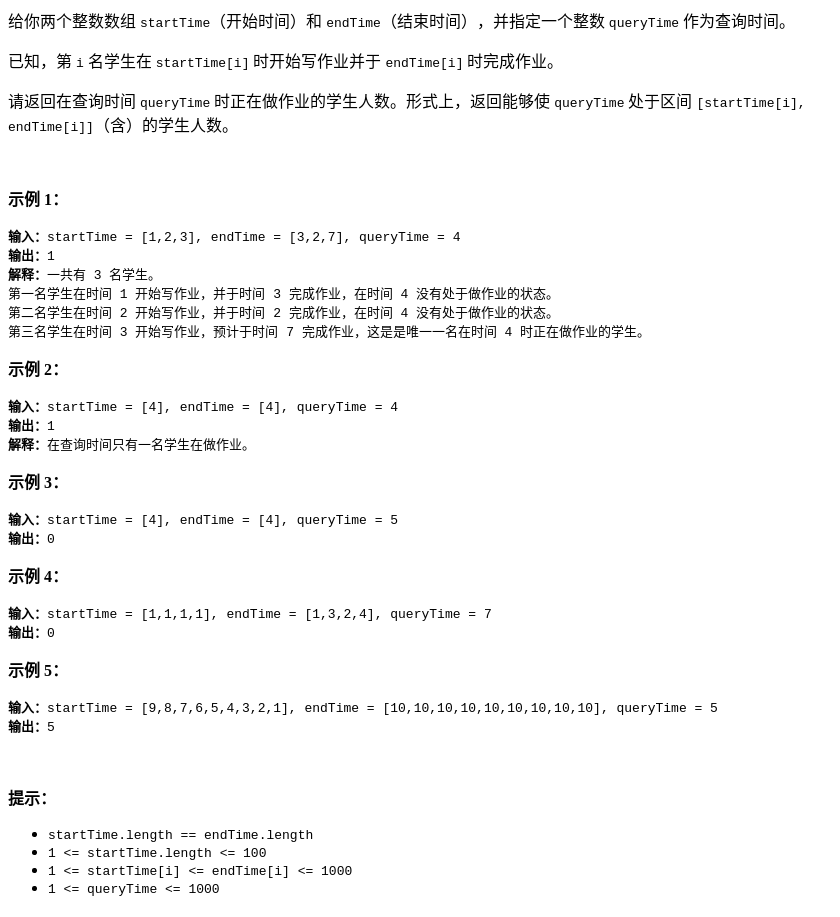 给你两个整数数组 startTime（开始时间）和 endTime（结束时间），并指定一个整数 queryTime 作为查询时间。
已知，第 i 名学生在 startTime[i] 时开始写作业并于 endTime[i] 时完成作业。
请返回在查询时间 queryTime 时正在做作业的学生人数。形式上，返回能够使 queryTime 处于区间 [startTime[i],
endTime[i]]（含）的学生人数。
示例 1：
输入：startTime = [1,2,3], endTime = [3,2,7], queryTime = 4
输出：1
解释：一共有 3 名学生。
第一名学生在时间 1 开始写作业，并于时间 3 完成作业，在时间 4 没有处于做作业的状态。
第二名学生在时间 2 开始写作业，并于时间 2 完成作业，在时间 4 没有处于做作业的状态。
第三名学生在时间 3 开始写作业，预计于时间 7 完成作业，这是是唯一一名在时间 4 时正在做作业的学生。
示例 2：
输入：startTime = [4], endTime = [4], queryTime = 4
输出：1
解释：在查询时间只有一名学生在做作业。
示例 3：
输入：startTime = [4], endTime = [4], queryTime = 5
输出：0
示例 4：
输入：startTime = [1,1,1,1], endTime = [1,3,2,4], queryTime = 7
输出：0
示例 5：
输入：startTime = [9,8,7,6,5,4,3,2,1], endTime = [10,10,10,10,10,10,10,10,10], queryTime = 5
输出：5
提示：
• startTime.length == endTime.length
• 1 <= startTime.length <= 100
• 1 <= startTime[i] <= endTime[i] <= 1000
• 1 <= queryTime <= 1000